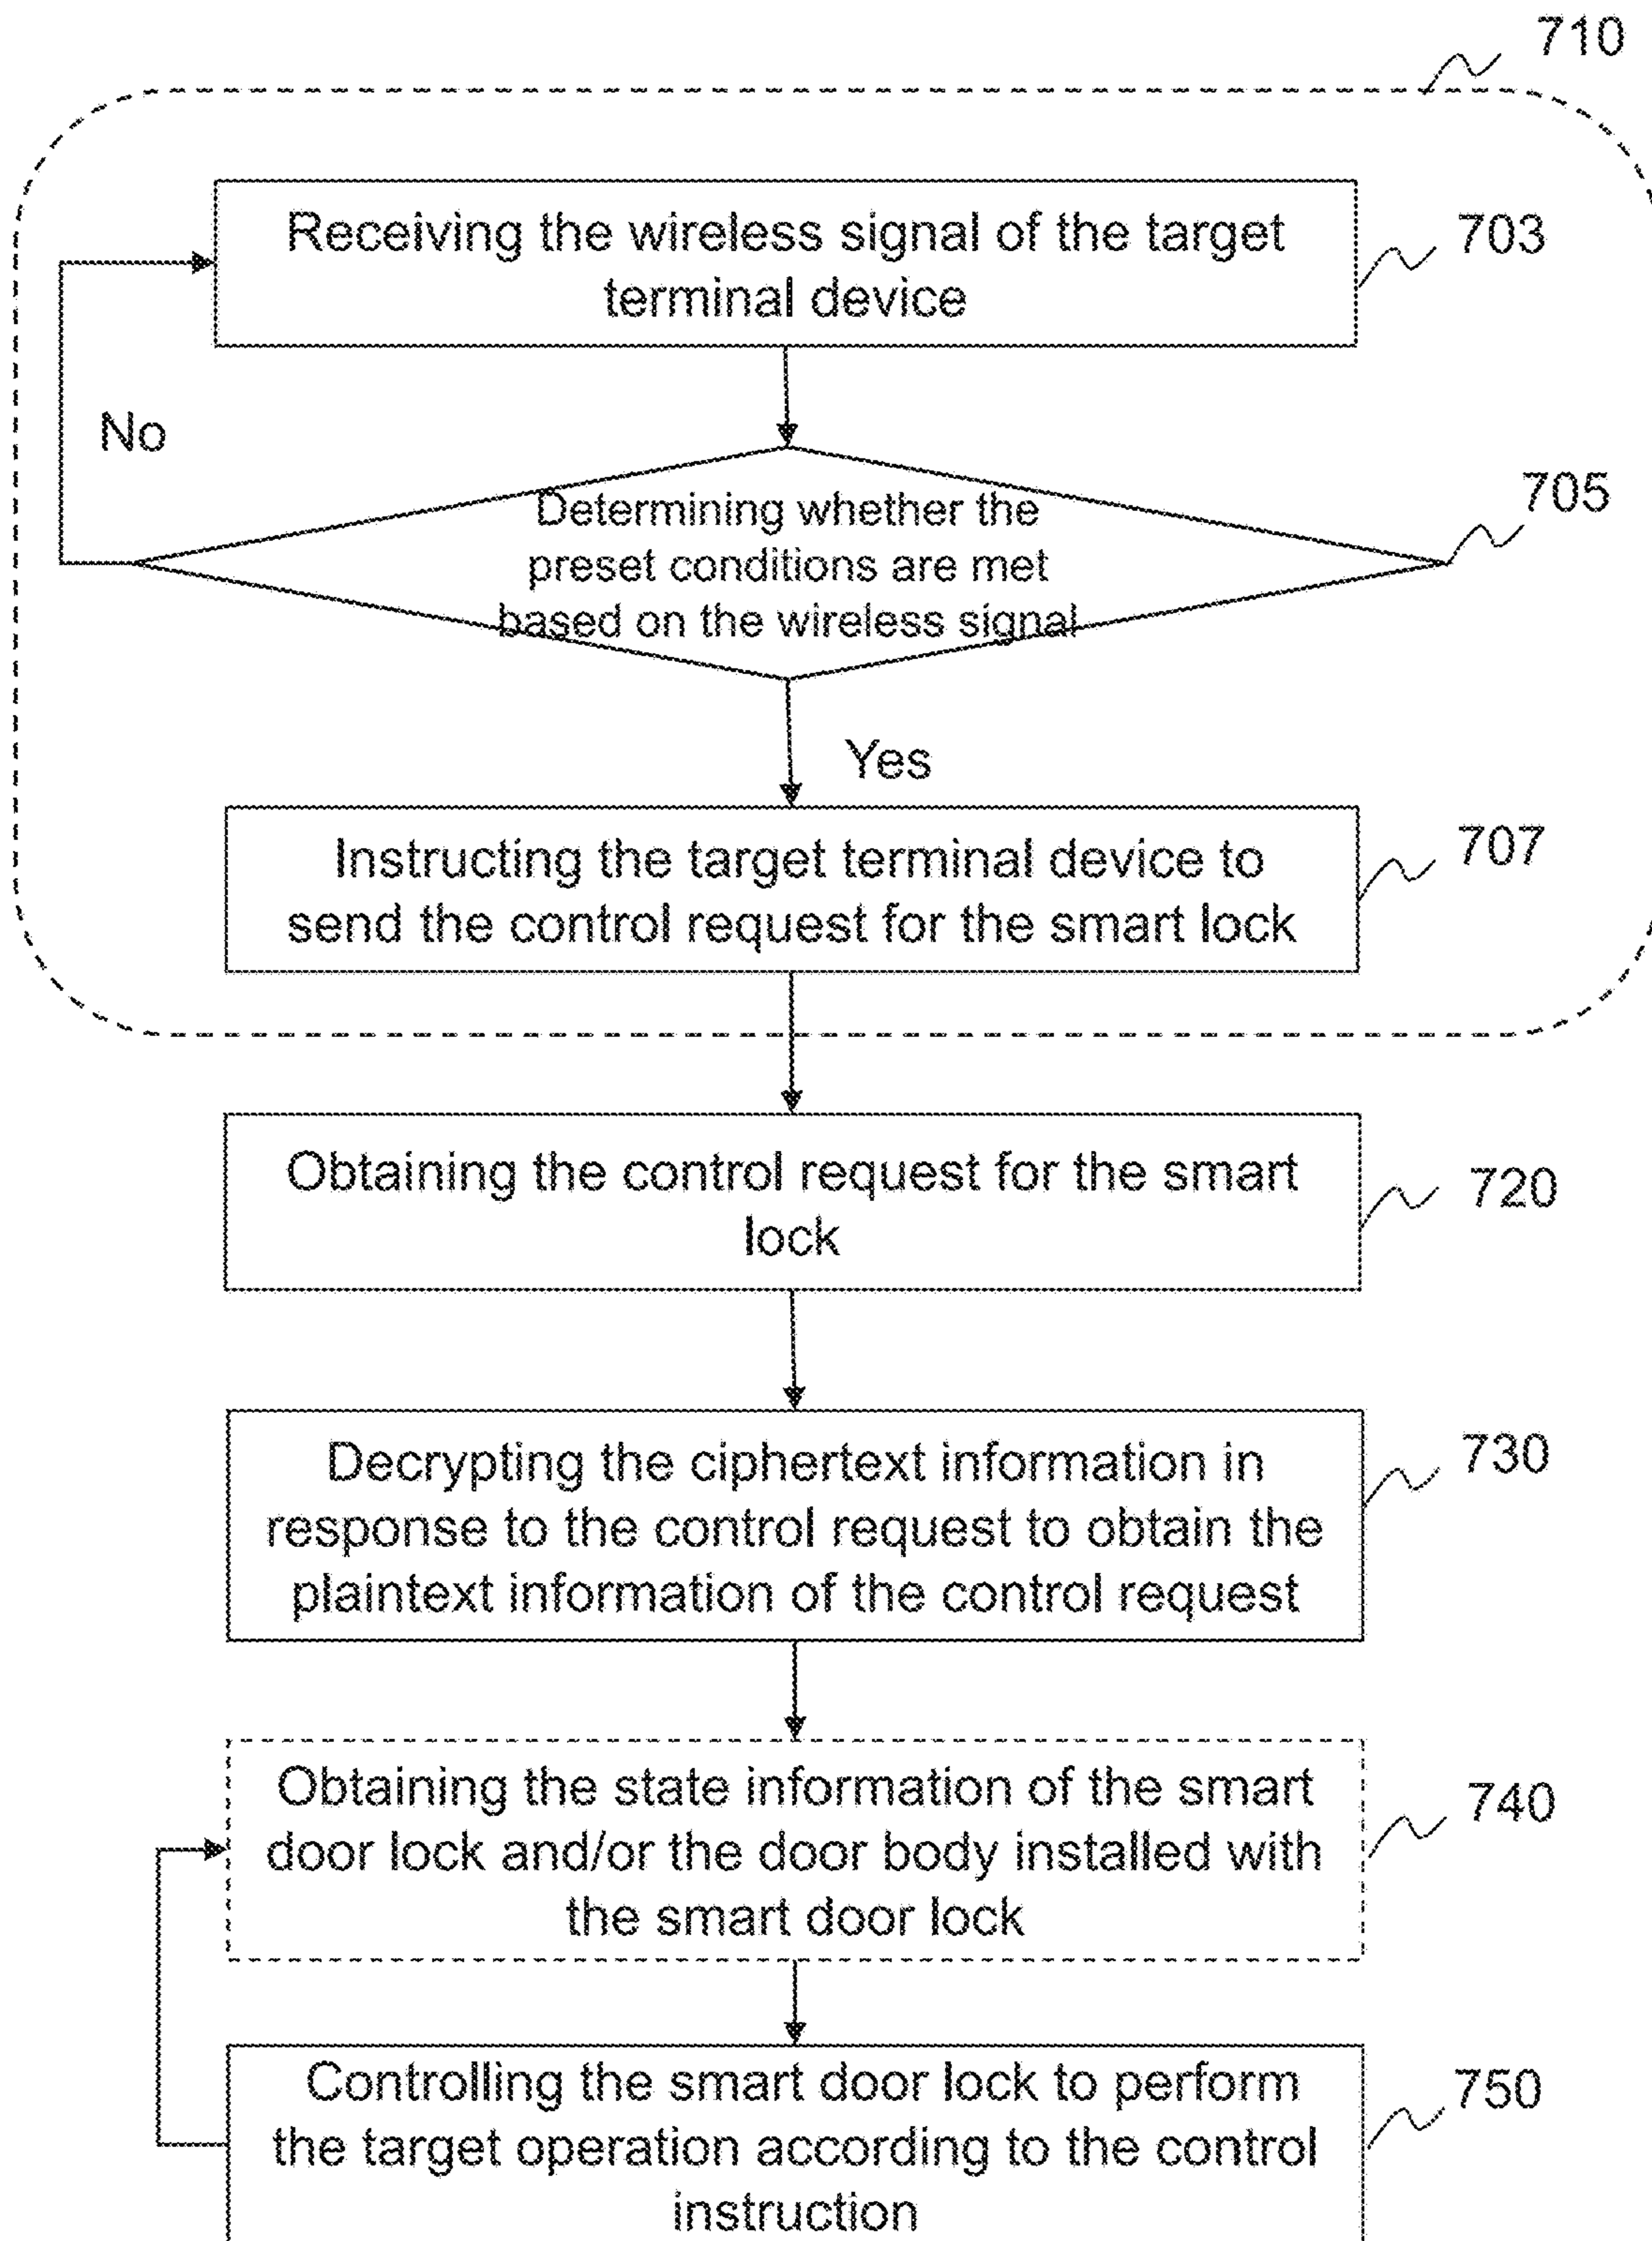 710
Receiving the wireless signal of the target
terminal device
703
No
Determining whether the
preset conditions are met
based on the wireless signal
705
Yes
Instructing the target terminal device to
send the control request for the smart lock
707
Obtaining the control request for the smart
lock
720
Decrypting the ciphertext information in
response to the control request to obtain the
plaintext information of the control request
730
Obtaining the state information of the smart
door lock and/or the door body installed with
the smart door lock
740
Controlling the smart door lock to perform
the target operation according to the control
instruction
750